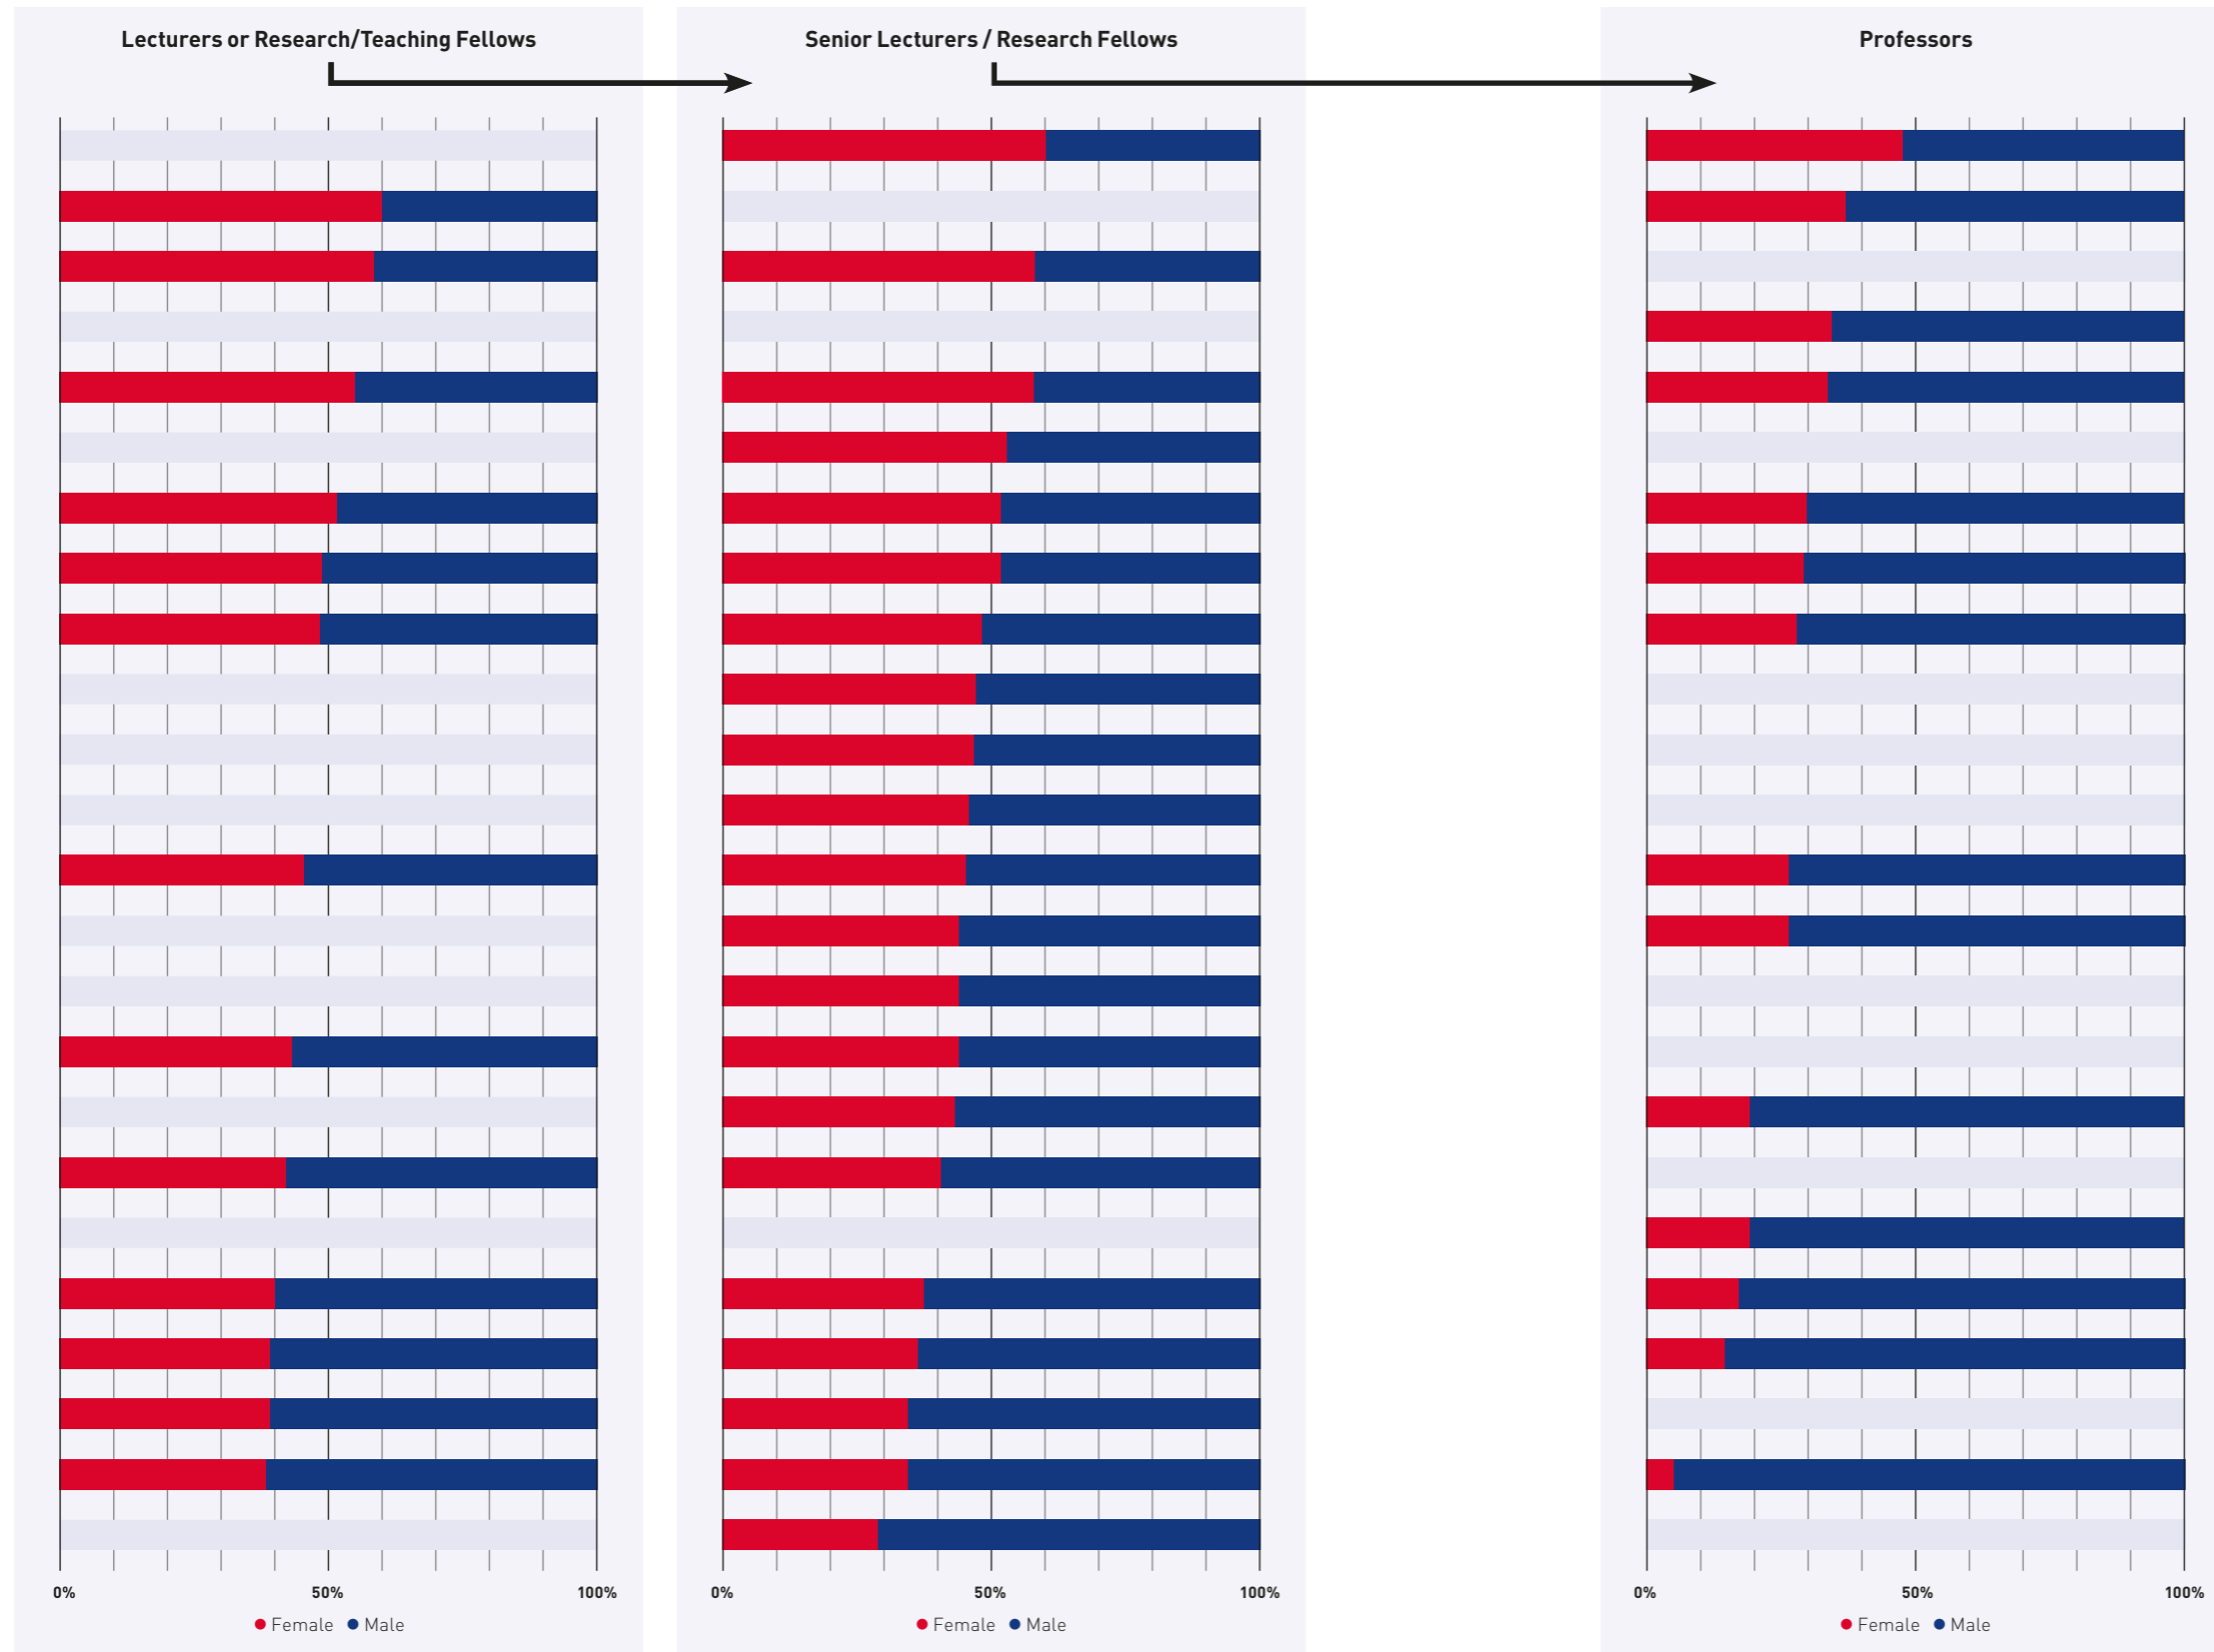 Lecturers or Research/Teaching Fellows
Senior Lecturers / Research Fellows
Professors
0% 50% 100%
Female Male
0% 50% 100%
Female Male
0% 50% 100%
Female Male